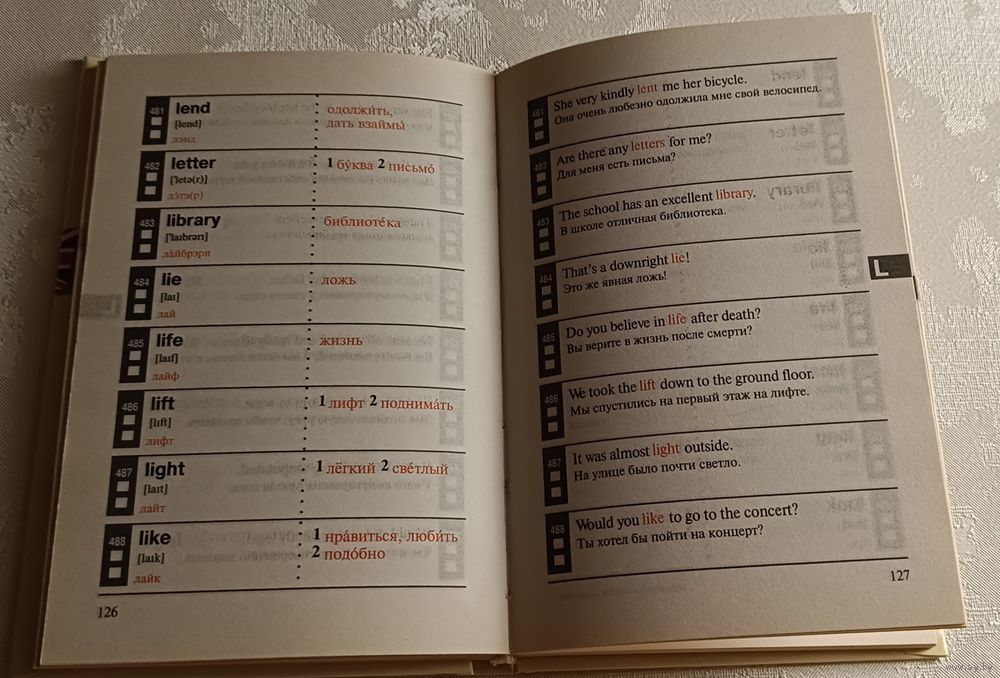 481 lend одолжи́ть,
[lend] дать взаймы́
лэнд
482 letter 1 бу́ква 2 письмо́
['letə(r)]
лэ́тэ(р)
483 library библиоте́ка
['laɪbrərɪ]
ла́йбрэри
484 lie ложь
[laɪ]
лай
485 life жизнь
[laɪf]
лайф
486 lift 1 лифт 2 поднима́ть
[lɪft]
лифт
487 light 1 лёгкий 2 све́тлый
[laɪt]
лайт
488 like 1 нра́виться, люби́ть
[laɪk] 2 подо́бно
лайк
126
481 She very kindly lent me her bicycle.
Она очень любезно одолжила мне свой велосипед.
482 Are there any letters for me?
Для меня есть письма?
483 The school has an excellent library.
В школе отличная библиотека.
484 That's a downright lie!
Это же явная ложь!
L
485 Do you believe in life after death?
Вы верите в жизнь после смерти?
486 We took the lift down to the ground floor.
Мы спустились на первый этаж на лифте.
487 It was almost light outside.
На улице было почти светло.
488 Would you like to go to the concert?
Ты хотел бы пойти на концерт?
127